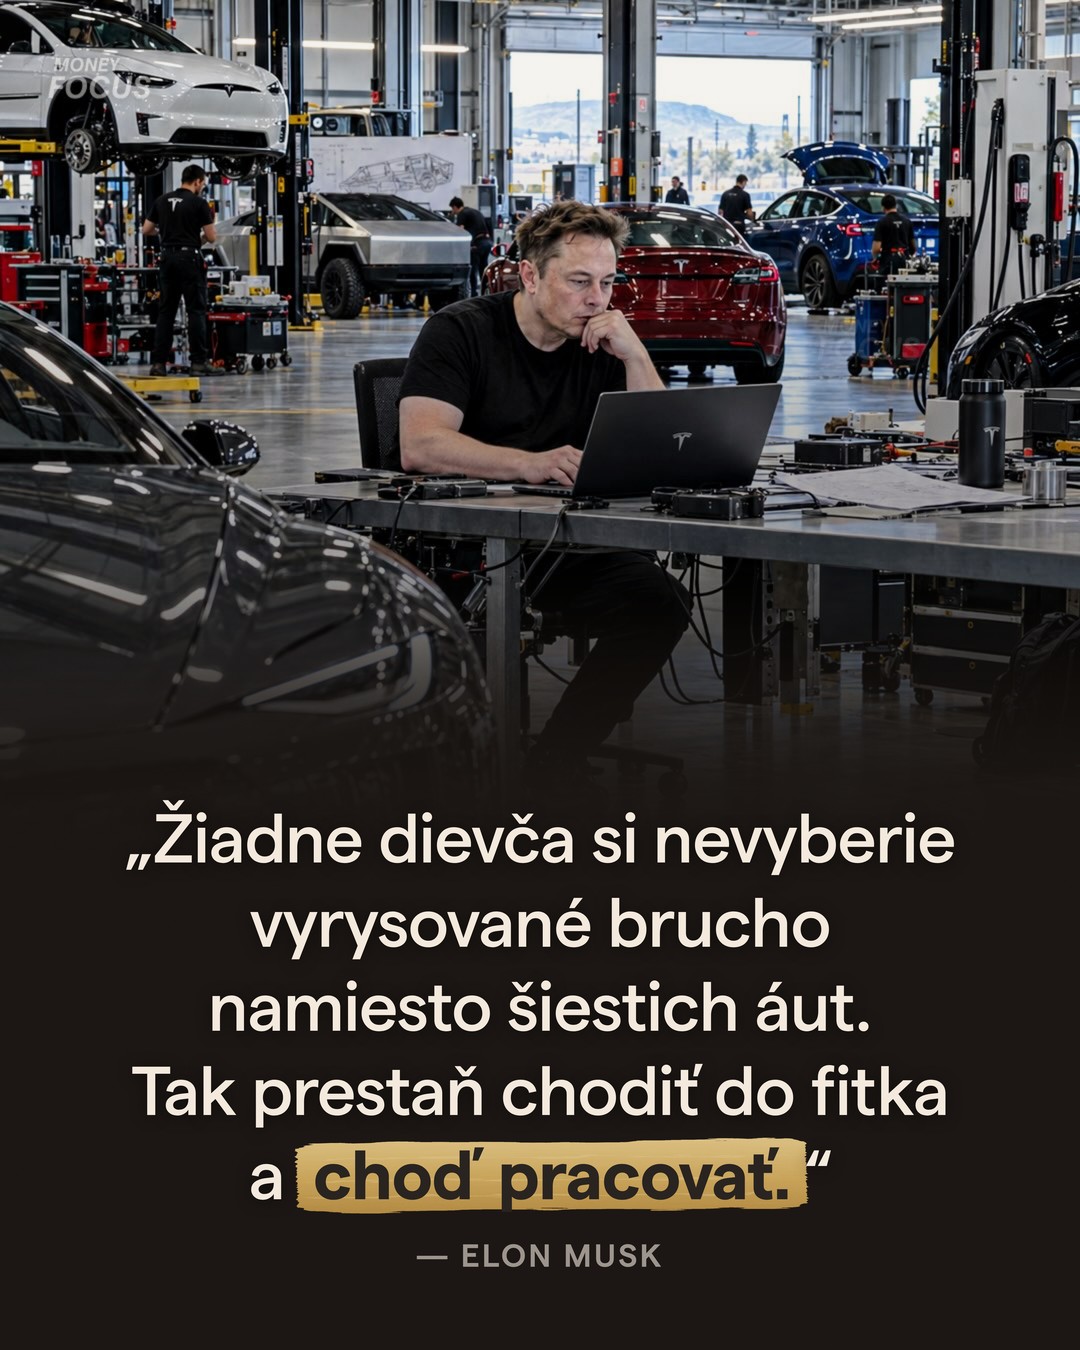 MONEY
FOCUS
„Žiadne dievča si nevyberie
vyrysované brucho
namiesto šiestich áut.
Tak prestaň chodiť do fitka
a choď pracovať.“
— ELON MUSK